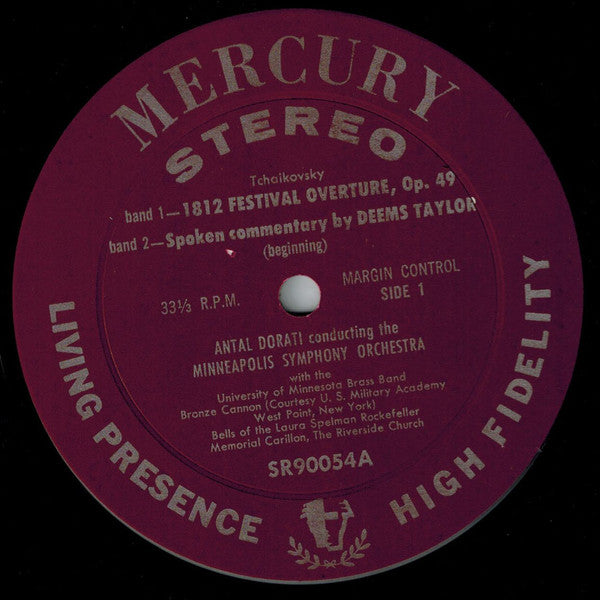 MERCURY
STEREO
Tchaikovsky
band 1—1812 FESTIVAL OVERTURE, Op. 49
band 2—Spoken commentary by DEEMS TAYLOR
(beginning)
33⅓ R.P.M.
MARGIN CONTROL
SIDE 1
ANTAL DORATI conducting the
MINNEAPOLIS SYMPHONY ORCHESTRA
with the
University of Minnesota Brass Band
Bronze Cannon (Courtesy U. S. Military Academy
West Point, New York)
Bells of the Laura Spelman Rockefeller
Memorial Carillon, The Riverside Church
SR90054A
LIVING PRESENCE
HIGH FIDELITY